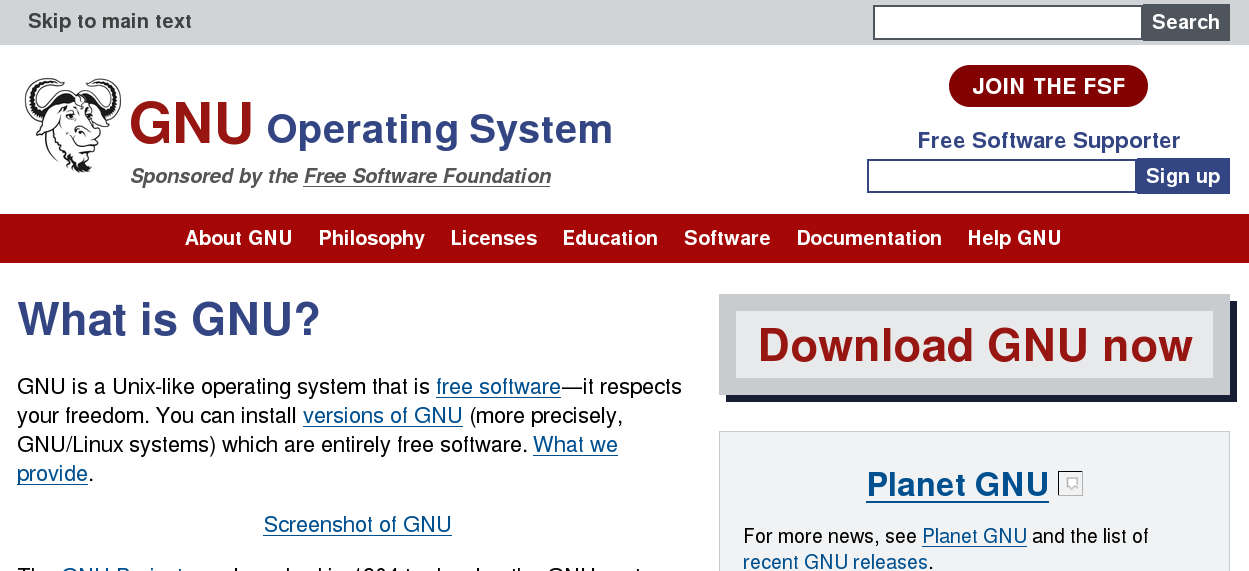 Skip to main text
Search
JOIN THE FSF
GNU Operating System
Free Software Supporter
Sponsored by the Free Software Foundation
Sign up
About GNU Philosophy Licenses Education Software Documentation Help GNU
What is GNU?
GNU is a Unix-like operating system that is free software—it respects
your freedom. You can install versions of GNU (more precisely,
GNU/Linux systems) which are entirely free software. What we
provide.
Screenshot of GNU
Download GNU now
Planet GNU
For more news, see Planet GNU and the list of
recent GNU releases.